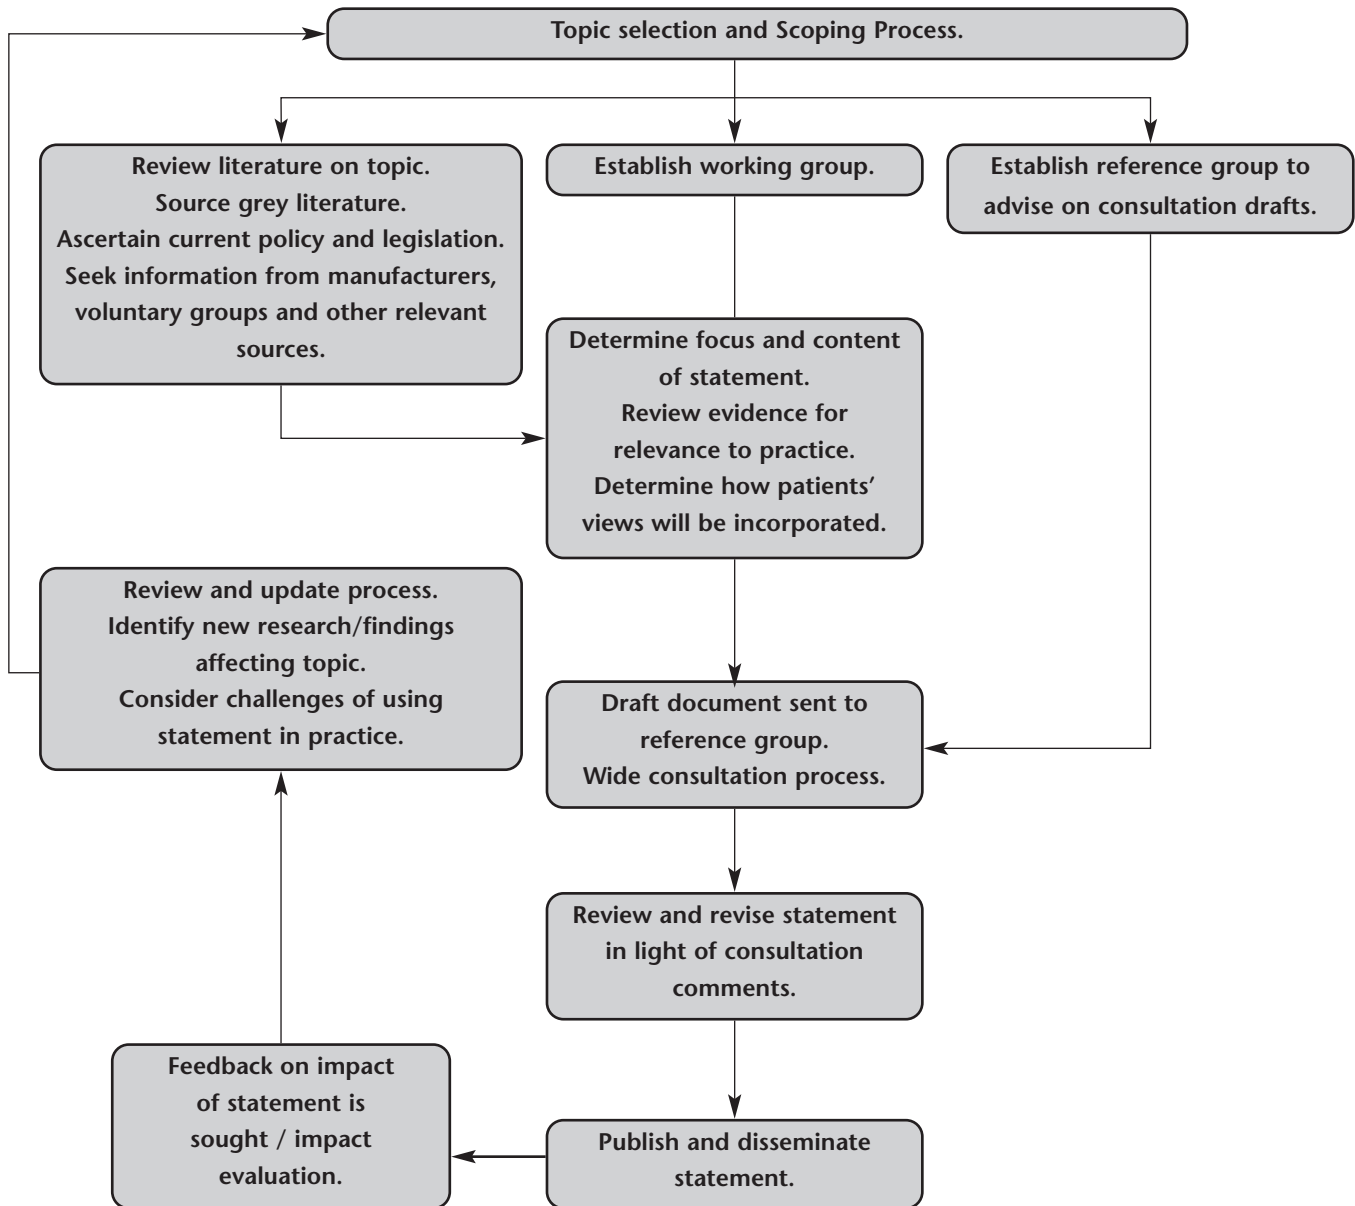 Topic selection and Scoping Process.
Review literature on topic.
Source grey literature.
Ascertain current policy and legislation.
Seek information from manufacturers,
voluntary groups and other relevant
sources.
Establish working group.
Establish reference group to
advise on consultation drafts.
Determine focus and content
of statement.
Review evidence for
relevance to practice.
Determine how patients’
views will be incorporated.
Review and update process.
Identify new research/findings
affecting topic.
Consider challenges of using
statement in practice.
Draft document sent to
reference group.
Wide consultation process.
Review and revise statement
in light of consultation
comments.
Feedback on impact
of statement is
sought / impact
evaluation.
Publish and disseminate
statement.